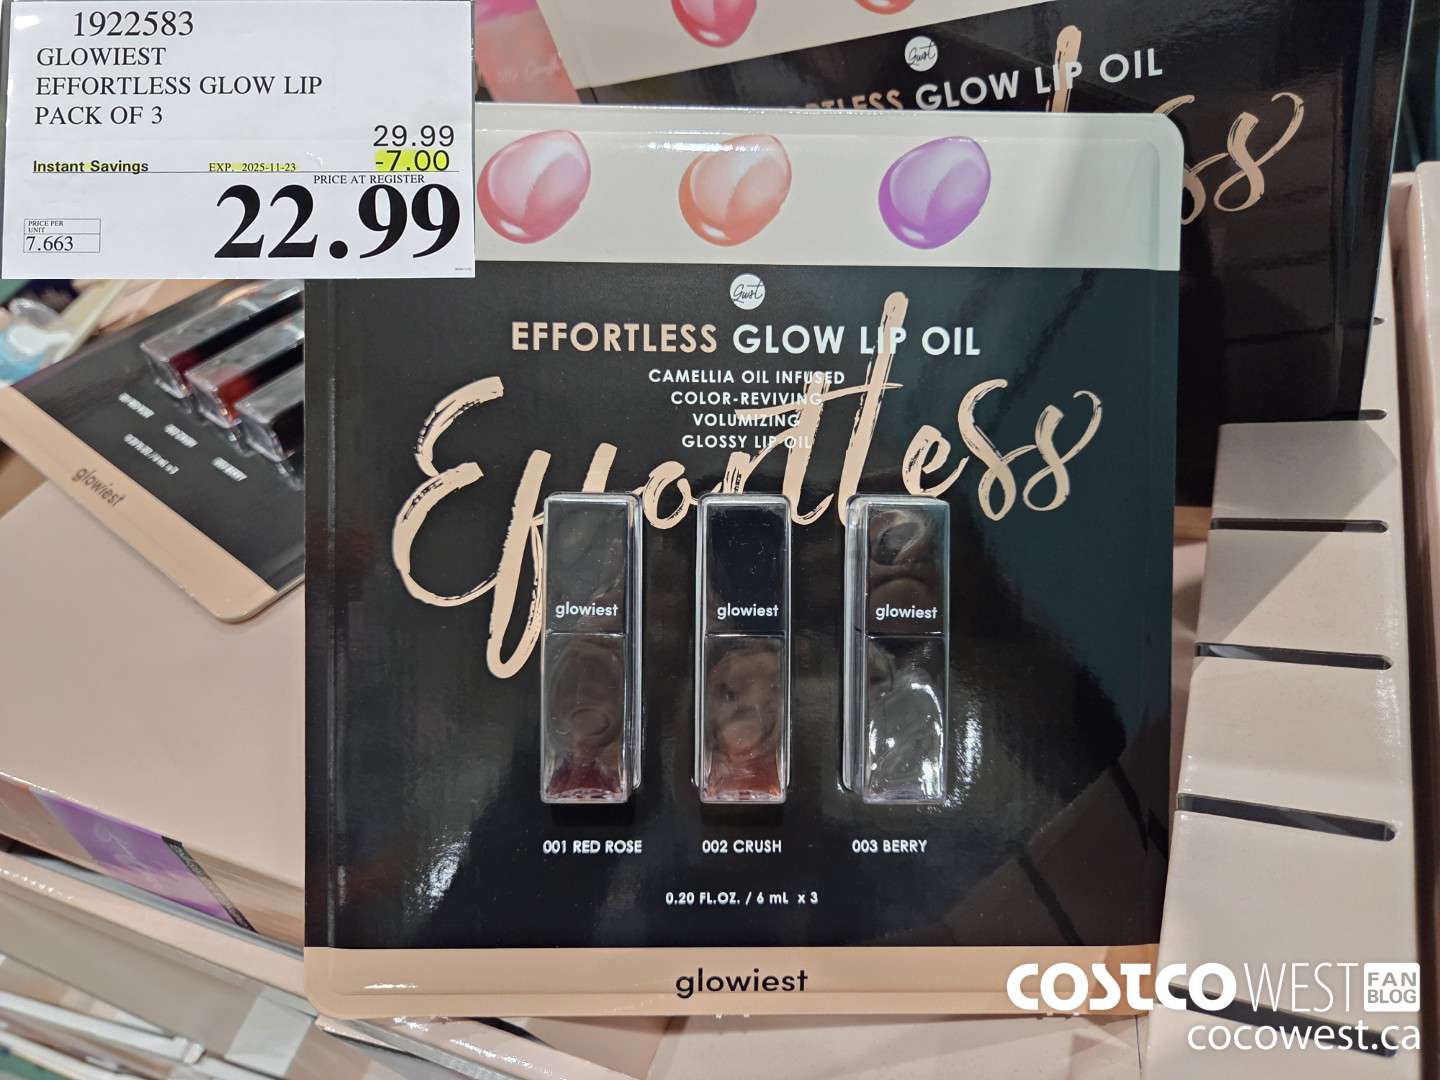 1922583
GLOWIEST
EFFORTLESS GLOW LIP
PACK OF 3
29.99
Instant Savings EXP. 2025-11-23 -7.00
PRICE AT REGISTER
22.99
PRICE PER
UNIT
7.663
GLOW LIP OIL
EFFORTLESS GLOW LIP OIL
CAMELLIA OIL INFUSED
COLOR-REVIVING
VOLUMIZING
GLOSSY LIP OIL
Effortless
glowiest glowiest glowiest
001 RED ROSE 002 CRUSH 003 BERRY
0.20 FL.OZ. / 6 mL x 3
glowiest
glowiest
COSTCO WEST FAN BLOG
cocowest.ca